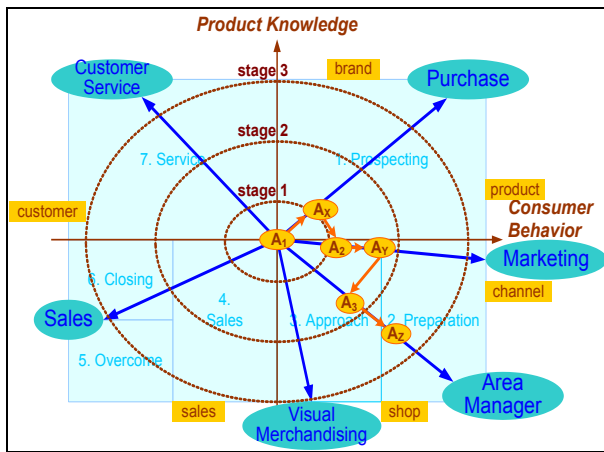 Product Knowledge
Customer
Service
stage 3
brand
Purchase
stage 2
7. Service
1. Prospecting
stage 1
product
customer
Consumer
Behavior
AX
A1
A2
AY
Marketing
6. Closing
channel
4.
Sales
A3
3. Approach
2. Preparation
Sales
AZ
5. Overcome
Area
Manager
sales
Visual
Merchandising
shop